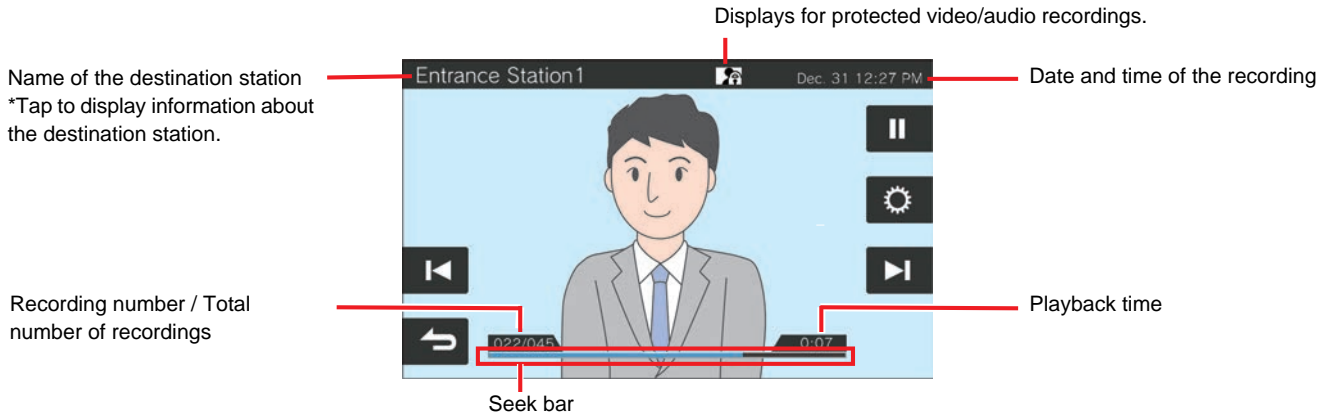 Displays for protected video/audio recordings.
Name of the destination station
*Tap to display information about
the destination station.
Entrance Station1
Dec. 31 12:27 PM
Date and time of the recording
Recording number / Total
number of recordings
022/045
0:07
Playback time
Seek bar